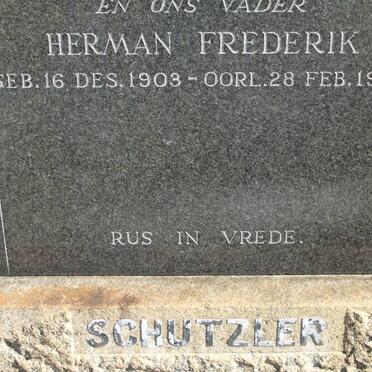 EN ONS VADER
HERMAN FREDERIK
GEB. 16 DES. 1903 - OORL. 28 FEB. 19
RUS IN VREDE.
SCHUTZLER